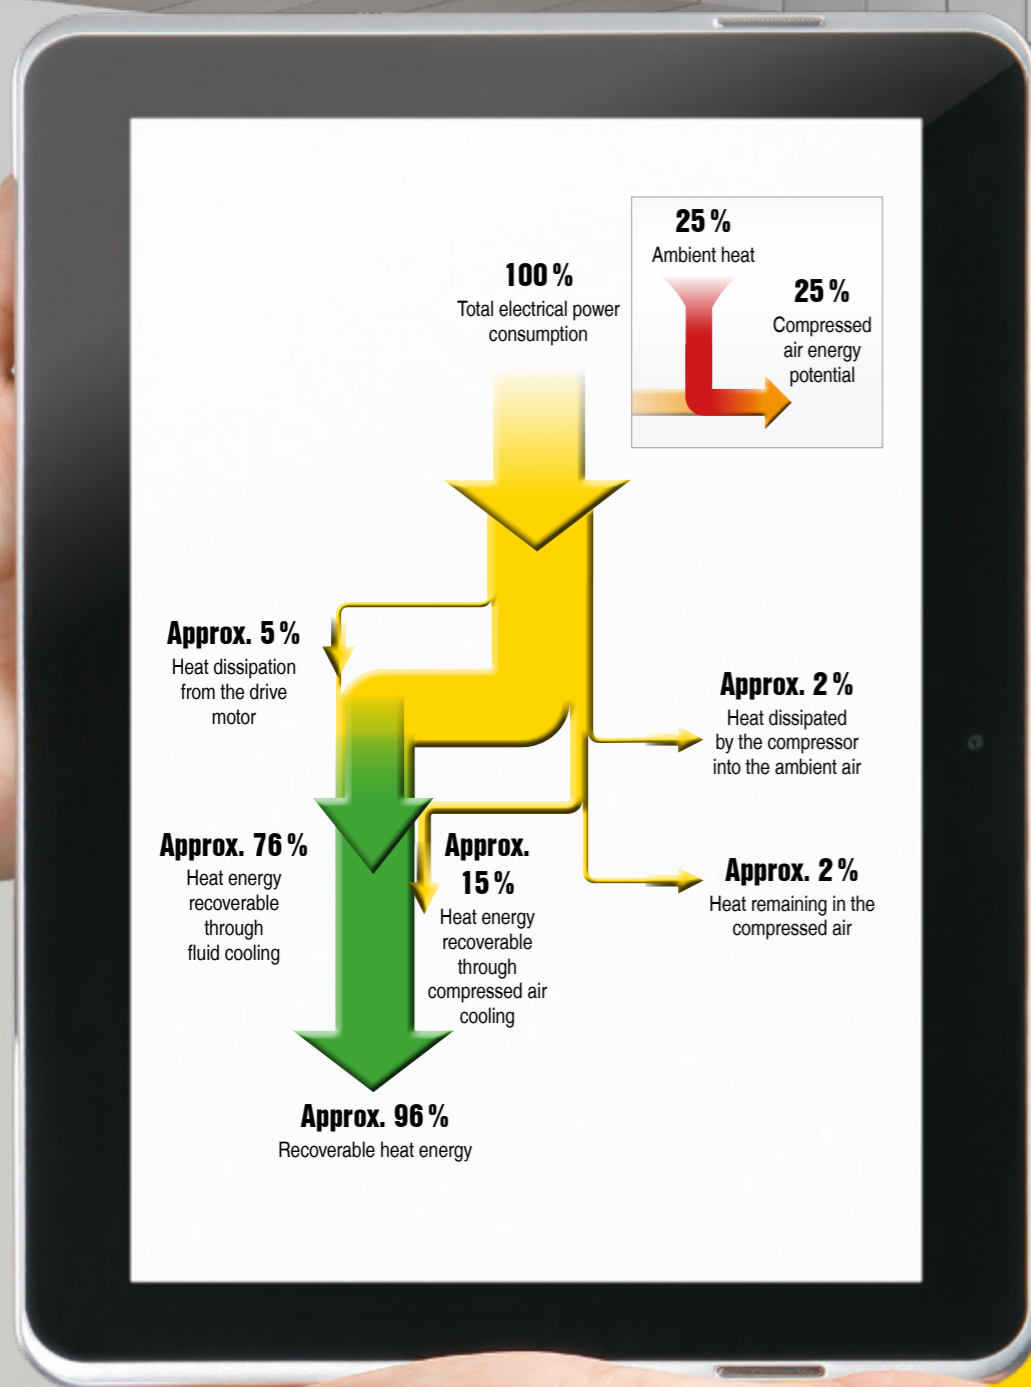 25 %
Ambient heat
25 %
Compressed
air energy
potential
100 %
Total electrical power
consumption
Approx. 5 %
Heat dissipation
from the drive
motor
Approx. 2 %
Heat dissipated
by the compressor
into the ambient air
Approx. 76 %
Heat energy
recoverable
through
fluid cooling
Approx.
15 %
Heat energy
recoverable
through
compressed air
cooling
Approx. 2 %
Heat remaining in the
compressed air
Approx. 96 %
Recoverable heat energy